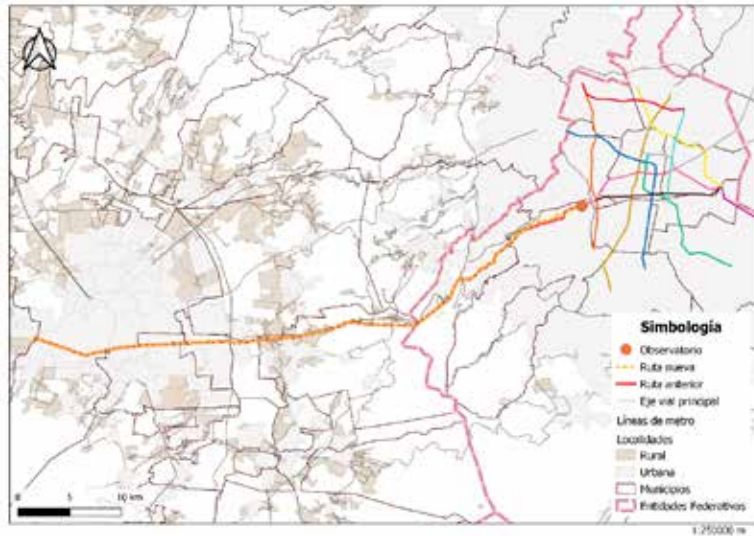 Simbología
Observatorio
Ruta nueva
Ruta anterior
Eje vial principal
Líneas de metro
Localidades
Rural
Urbana
Municipios
Entidades Federativas
0 5 10 km
1:250000 m